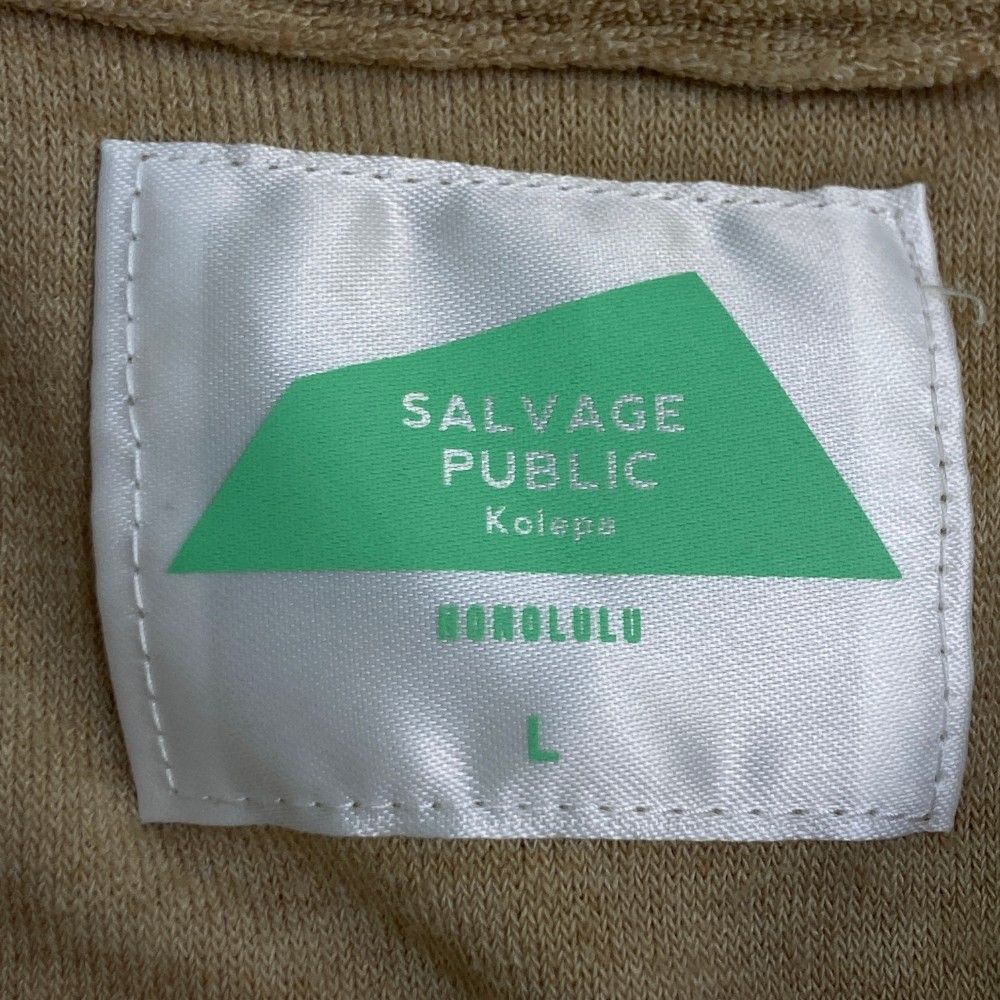 SALVAGE
PUBLIC
Kolepa
HONOLULU
L